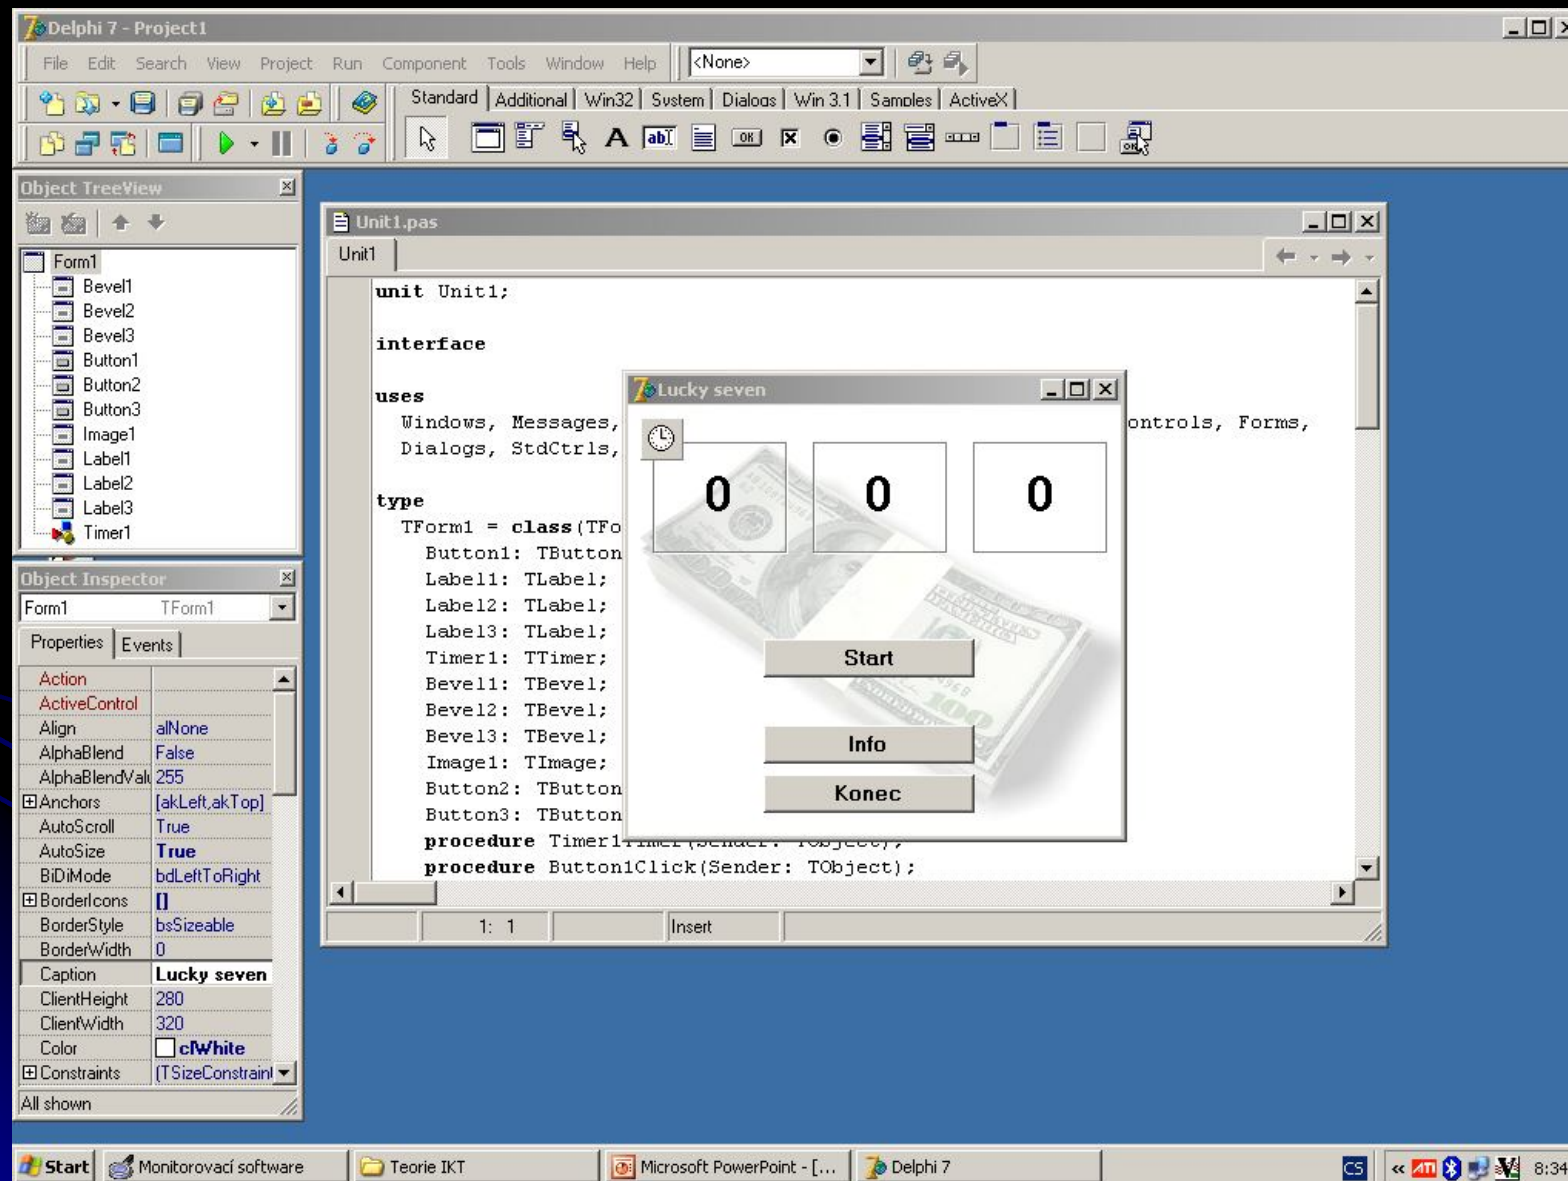 Delphi 7 - Project1
File Edit Search View Project Run Component Tools Window Help <None>
Standard Additional Win32 System Dialogs Win 3.1 Samples ActiveX
Object TreeView
Form1
Bevel1
Bevel2
Bevel3
Button1
Button2
Button3
Image1
Label1
Label2
Label3
Timer1
Object Inspector
Form1 TForm1
Properties Events
Action
ActiveControl
Align alNone
AlphaBlend False
AlphaBlendValu 255
Anchors [akLeft,akTop]
AutoScroll True
AutoSize True
BiDiMode bdLeftToRight
BorderIcons []
BorderStyle bsSizeable
BorderWidth 0
Caption Lucky seven
ClientHeight 280
ClientWidth 320
Color clWhite
Constraints (TSizeConstraint
All shown
Unit1.pas
Unit1
unit Unit1;
interface
uses
Windows, Messages, ontrols, Forms,
Dialogs, StdCtrls,
type
TForm1 = class(TFo
Button1: TButton
Label1: TLabel;
Label2: TLabel;
Label3: TLabel;
Timer1: TTimer;
Bevel1: TBevel;
Bevel2: TBevel;
Bevel3: TBevel;
Image1: TImage;
Button2: TButton
Button3: TButton
procedure Timer1Timer(Sender: TObject);
procedure Button1Click(Sender: TObject);
1: 1 Insert
Lucky seven
0 0 0
Start
Info
Konec
100
Start Monitorovací software Teorie IKT Microsoft PowerPoint - [... Delphi 7 CS « ATI 8:34